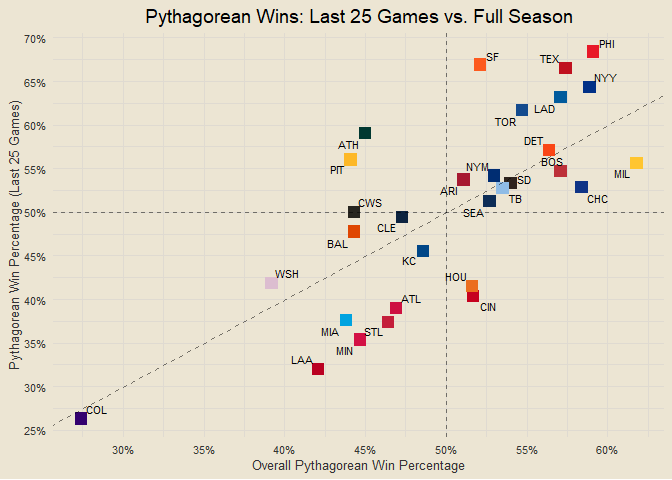 Pythagorean Wins: Last 25 Games vs. Full Season
70%
65%
60%
55%
50%
45%
40%
35%
30%
25%
Pythagorean Win Percentage (Last 25 Games)
PHI
SF
TEX
NYY
LAD
TOR
ATH
DET
PIT
BOS
MIL
NYM
SD
ARI
TB
CHC
CWS
SEA
CLE
BAL
KC
WSH
HOU
ATL
CIN
MIA
STL
MIN
LAA
COL
30%
35%
40%
45%
50%
55%
60%
Overall Pythagorean Win Percentage